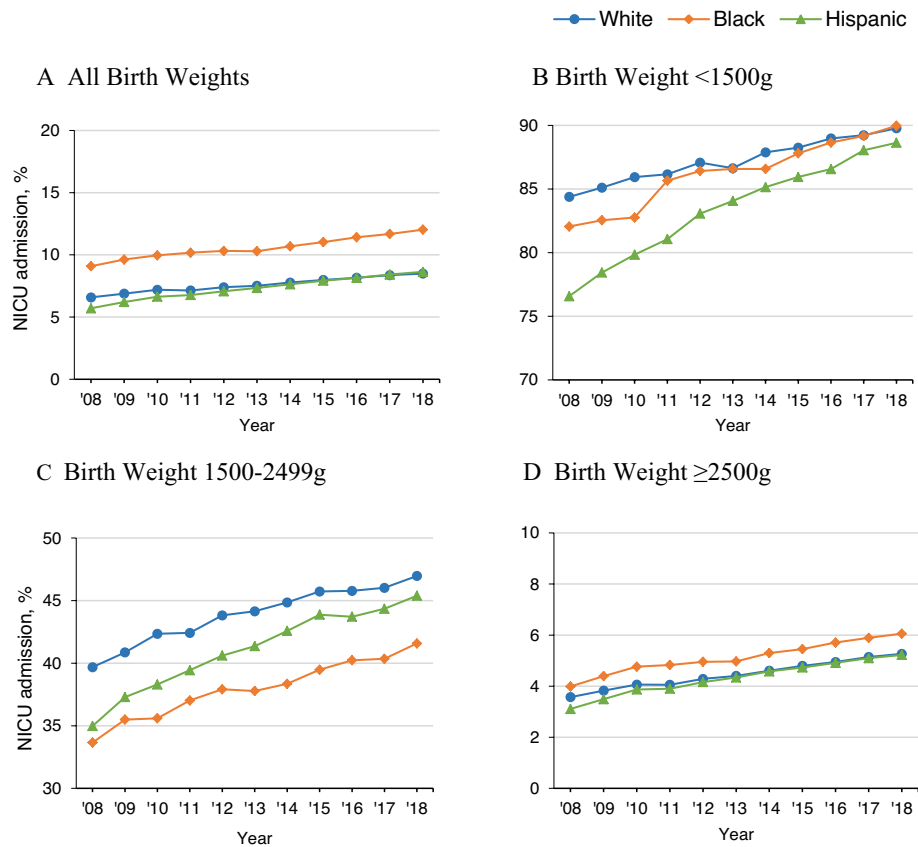 White Black Hispanic
A All Birth Weights
20
15
10
5
0
NICU admission, %
'08 '09 '10 '11 '12 '13 '14 '15 '16 '17 '18
Year
B Birth Weight <1500g
90
85
80
75
70
'08 '09 '10 '11 '12 '13 '14 '15 '16 '17 '18
Year
C Birth Weight 1500-2499g
50
45
40
35
30
NICU admission, %
'08 '09 '10 '11 '12 '13 '14 '15 '16 '17 '18
Year
D Birth Weight ≥2500g
10
8
6
4
2
0
'08 '09 '10 '11 '12 '13 '14 '15 '16 '17 '18
Year